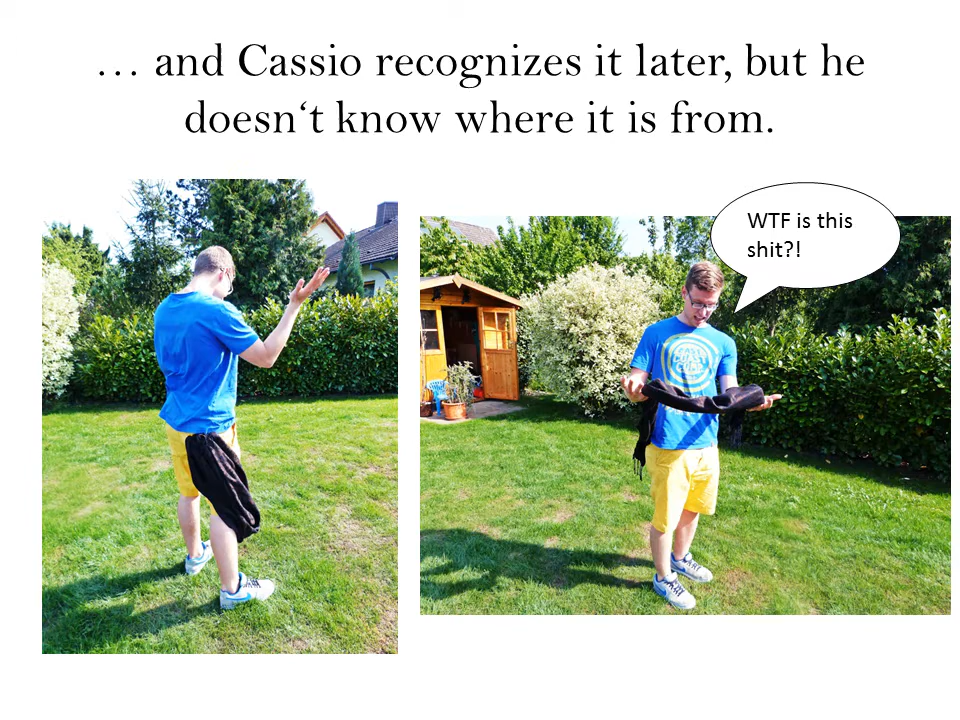 … and Cassio recognizes it later, but he
doesn‘t know where it is from.
WTF is this
shit?!